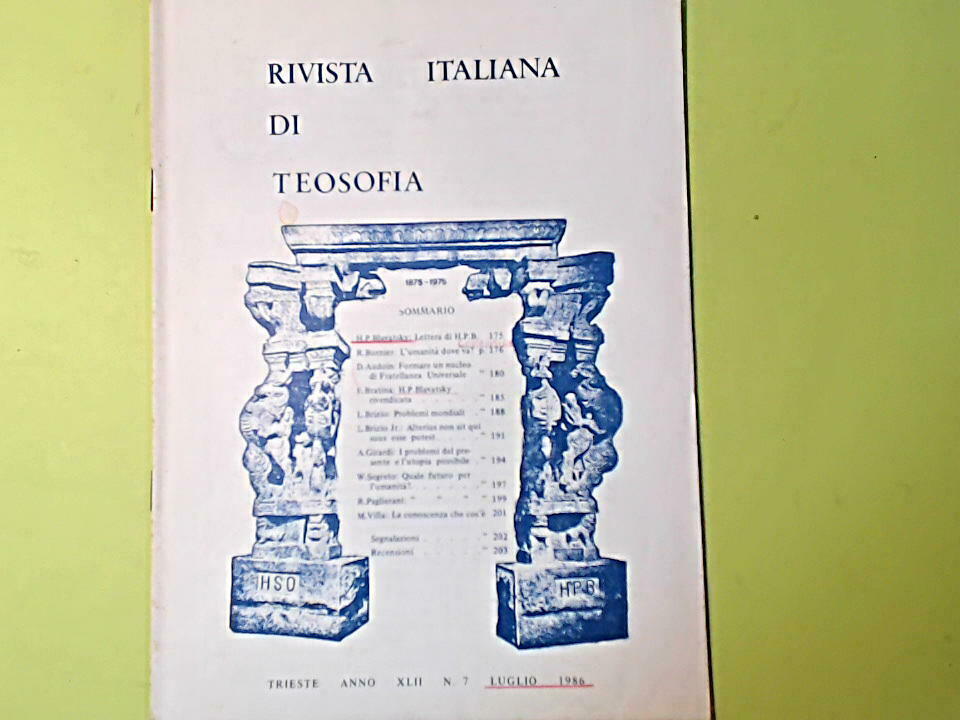 RIVISTA ITALIANA
DI
TEOSOFIA
1875-1975
SOMMARIO
H.P.Blavatsky: Lettera di H.P.B. 175
R.Burnier: L'umanità dove va? p. 176
D.Audoin: Formare un nucleo
di Fratellanza Universale " 180
E.Bratina: H.P.Blavatsky
rivendicata . . . . . . . " 185
L.Brizio: Problemi mondiali . " 188
L.Brizio Jr.: Alterius non sit qui
suus esse potest . . . . . " 191
A.Girardi: I problemi del pre-
sente e l'utopia possibile . " 194
W.Segreto: Quale futuro per
l'umanità? . . . . . . . . " 197
R.Paglierani: " " " " 199
M.Villa: La conoscenza che cos'è 201
Segnalazioni . . . . . . " 202
Recensioni . . . . . . " 203
HSO
HPB
TRIESTE ANNO XLII N. 7 LUGLIO 1986